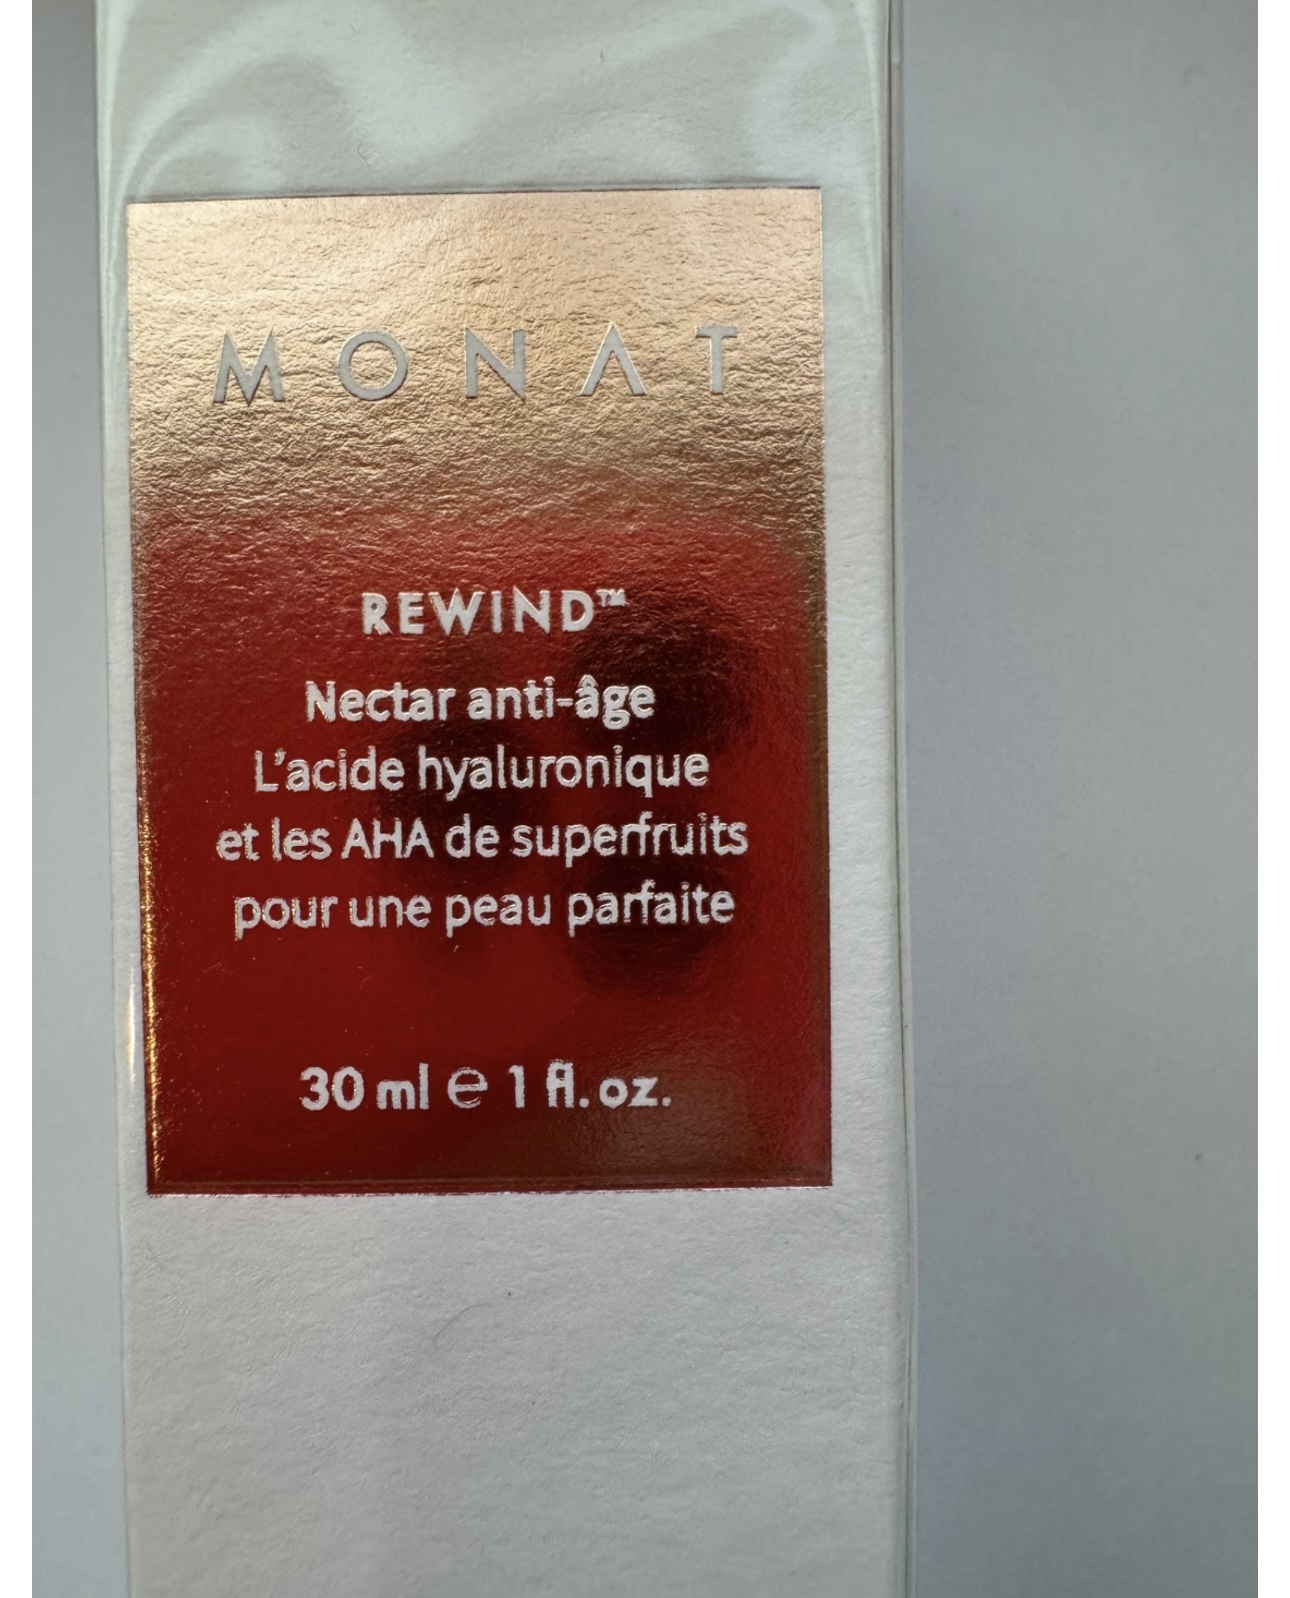 MONAT
REWIND™
Nectar anti-âge
L'acide hyaluronique
et les AHA de superfruits
pour une peau parfaite
30 ml ℮ 1 fl. oz.